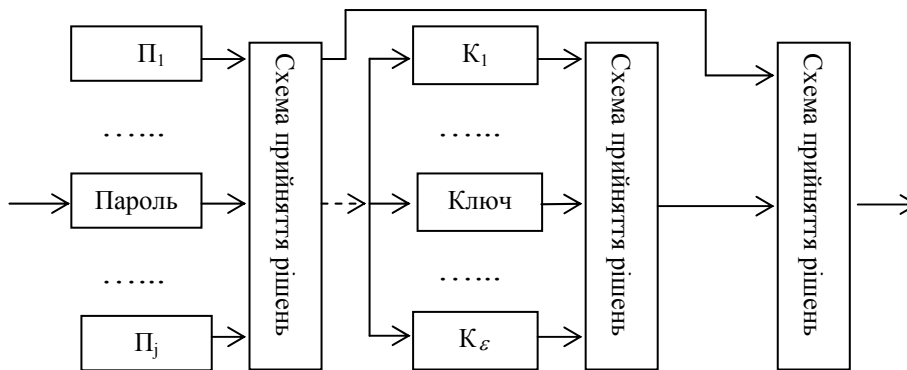 П₁
…...
Пароль
…...
Пⱼ
Схема прийняття рішень
К₁
…...
Ключ
…...
К𝜀
Схема прийняття рішень
Схема прийняття рішень